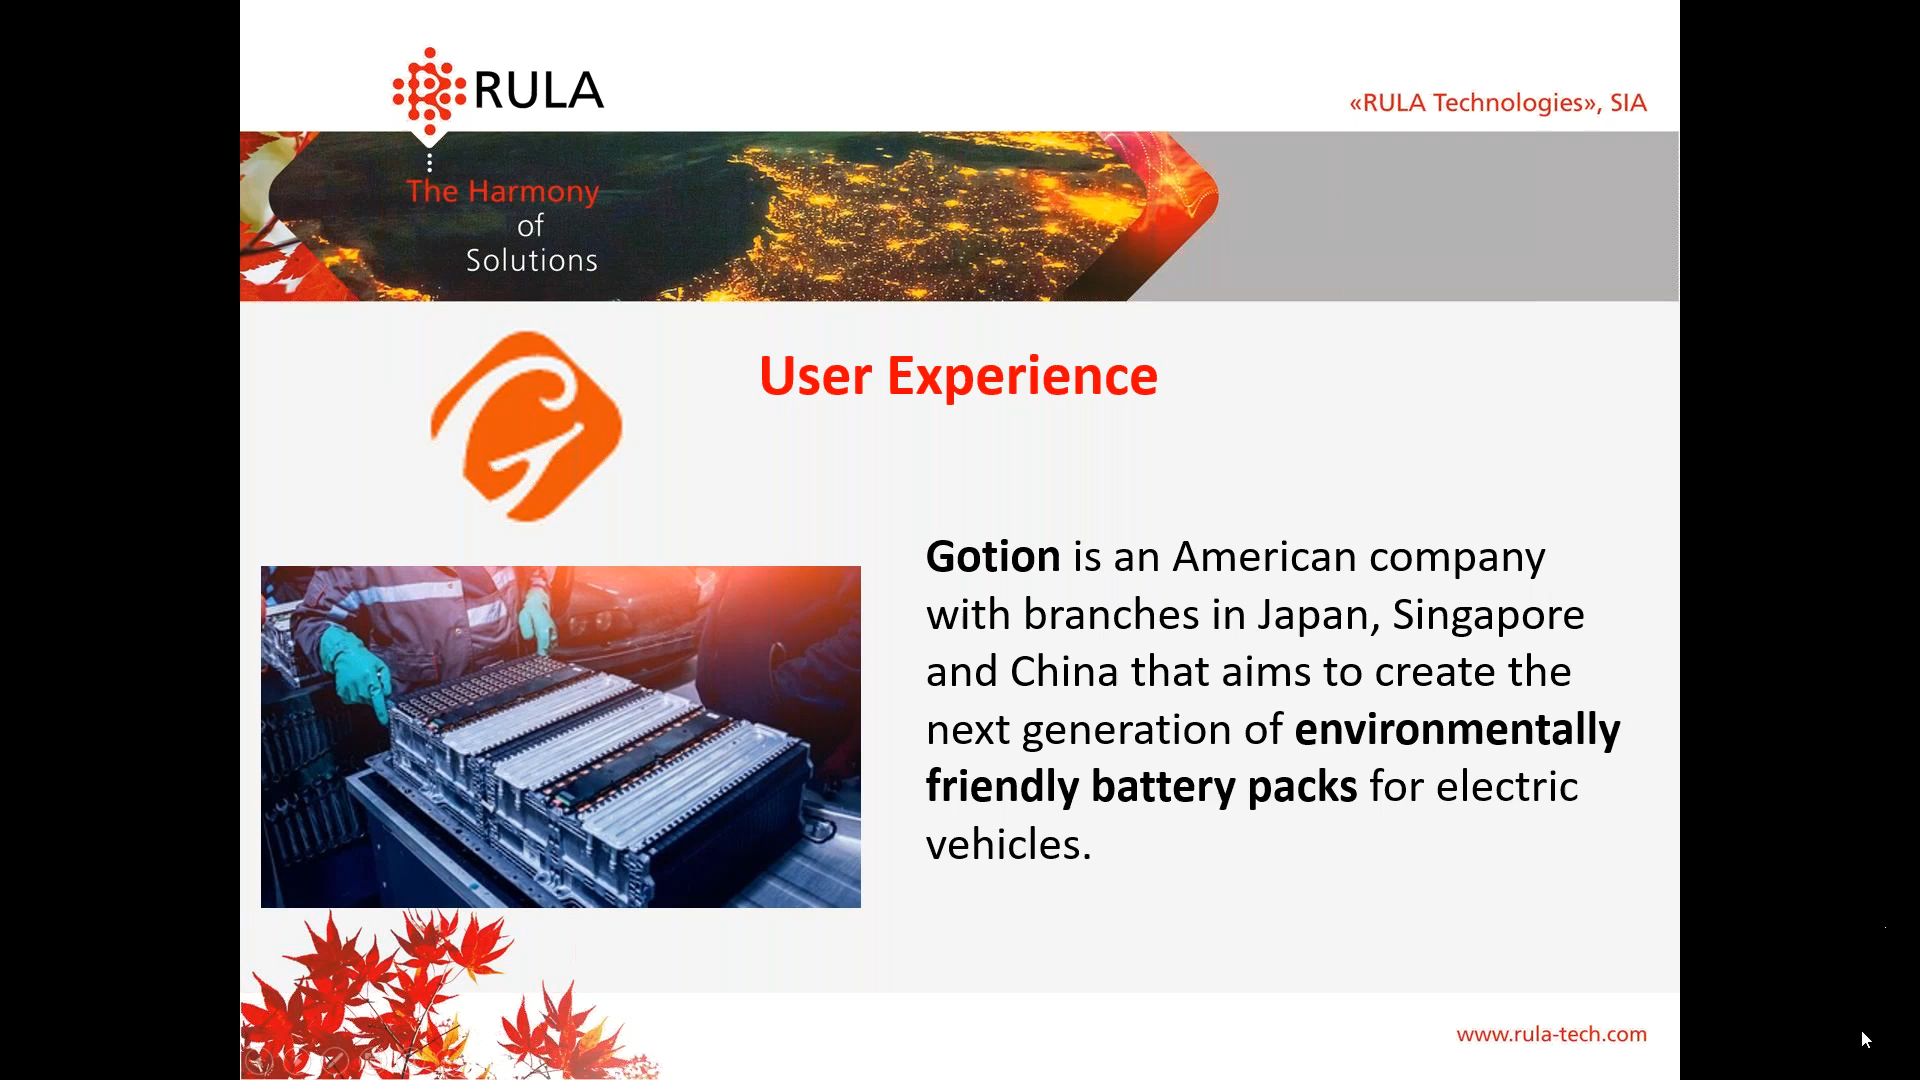 RULA
«RULA Technologies», SIA
The Harmony
of
Solutions
User Experience
Gotion is an American company
with branches in Japan, Singapore
and China that aims to create the
next generation of environmentally
friendly battery packs for electric
vehicles.
www.rula-tech.com